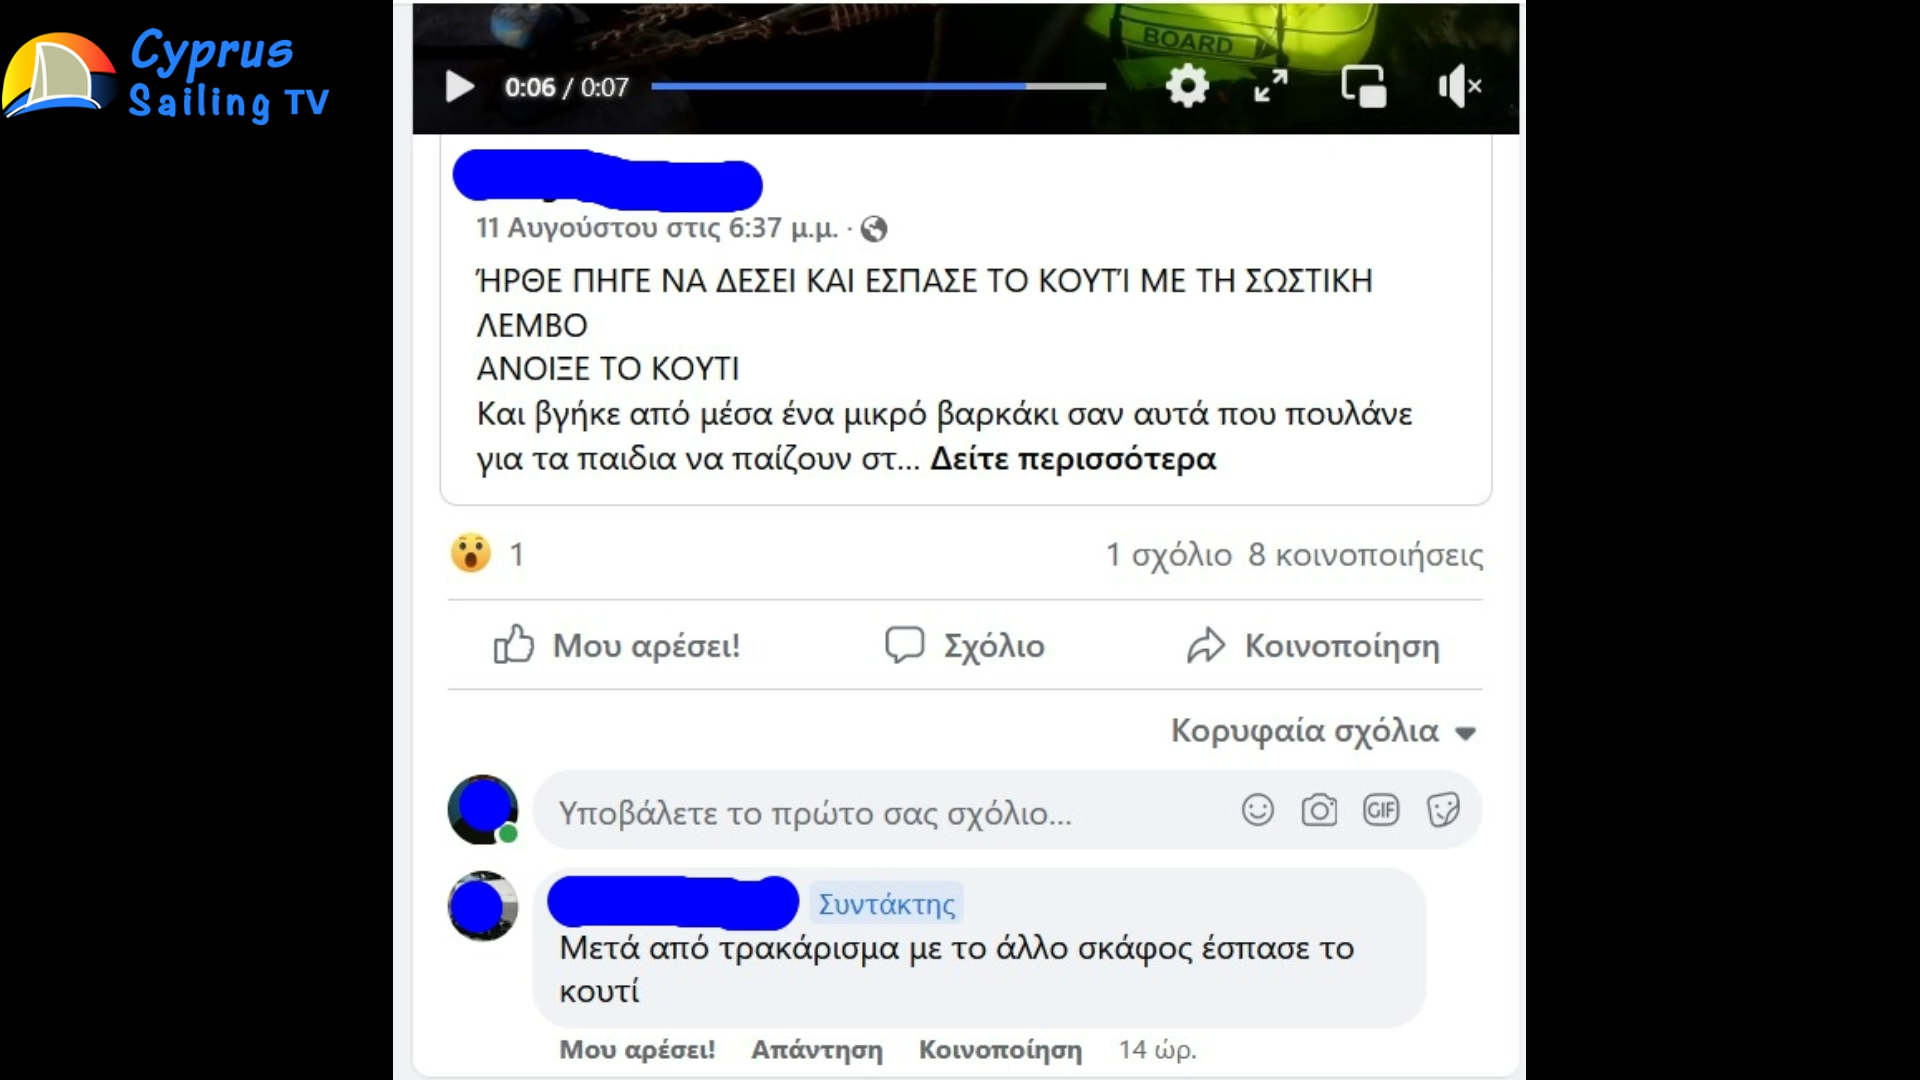 Cyprus
Sailing TV
BOARD
0:06 / 0:07
11 Αυγούστου στις 6:37 μ.μ. ·
ΉΡΘΕ ΠΗΓΕ ΝΑ ΔΕΣΕΙ ΚΑΙ ΕΣΠΑΣΕ ΤΟ ΚΟΥΤΊ ΜΕ ΤΗ ΣΩΣΤΙΚΗ
ΛΕΜΒΟ
ΑΝΟΙΞΕ ΤΟ ΚΟΥΤΙ
Και βγήκε από μέσα ένα μικρό βαρκάκι σαν αυτά που πουλάνε
για τα παιδια να παίζουν στ... Δείτε περισσότερα
1
1 σχόλιο 8 κοινοποιήσεις
Μου αρέσει! Σχόλιο Κοινοποίηση
Κορυφαία σχόλια
Υποβάλετε το πρώτο σας σχόλιο...
GIF
Συντάκτης
Μετά από τρακάρισμα με το άλλο σκάφος έσπασε το
κουτί
Μου αρέσει! Απάντηση Κοινοποίηση 14 ώρ.